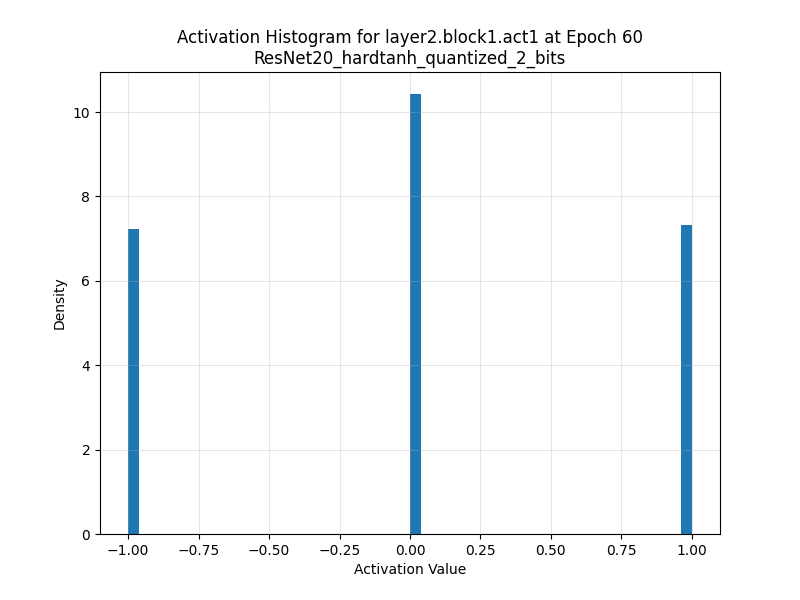 Activation Histogram for layer2.block1.act1 at Epoch 60
ResNet20_hardtanh_quantized_2_bits
Density
10
8
6
4
2
0
−1.00 −0.75 −0.50 −0.25 0.00 0.25 0.50 0.75 1.00
Activation Value